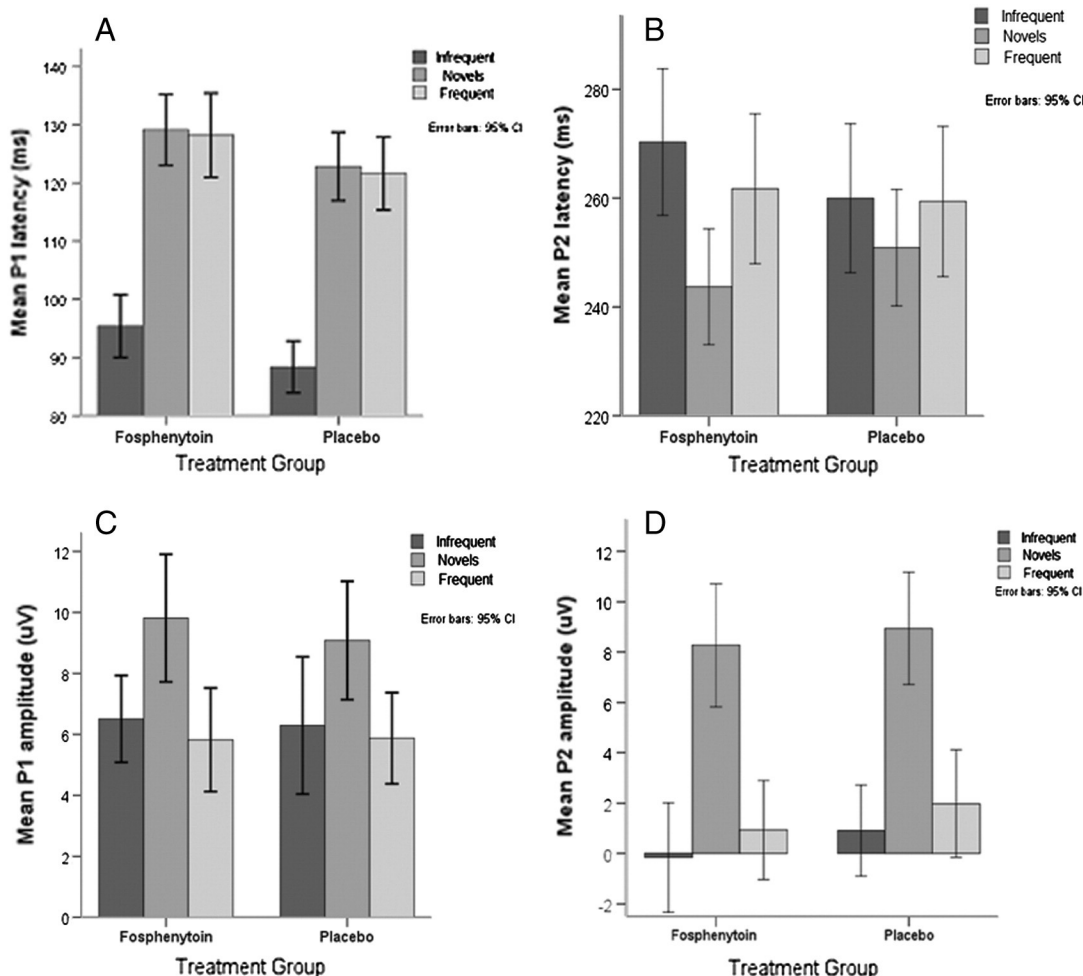 A
Infrequent
Novels
Frequent
Error bars: 95% CI
Mean P1 latency (ms)
140
130
120
110
100
90
80
Fosphenytoin Placebo
Treatment Group
B
Infrequent
Novels
Frequent
Error bars: 95% CI
Mean P2 latency (ms)
280
260
240
220
Fosphenytoin Placebo
Treatment Group
C
Infrequent
Novels
Frequent
Error bars: 95% CI
Mean P1 amplitude (uV)
12
10
8
6
4
2
0
Fosphenytoin Placebo
Treatment Group
D
Infrequent
Novels
Frequent
Error bars: 95% CI
Mean P2 amplitude (uV)
12
10
8
6
4
2
0
-2
Fosphenytoin Placebo
Treatment Group